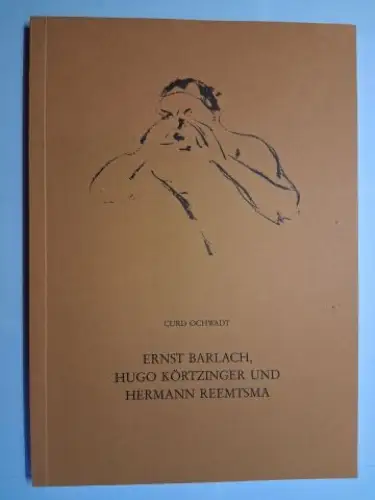 CURD OCHWADT
ERNST BARLACH,
HUGO KÖRTZINGER UND
HERMANN REEMTSMA